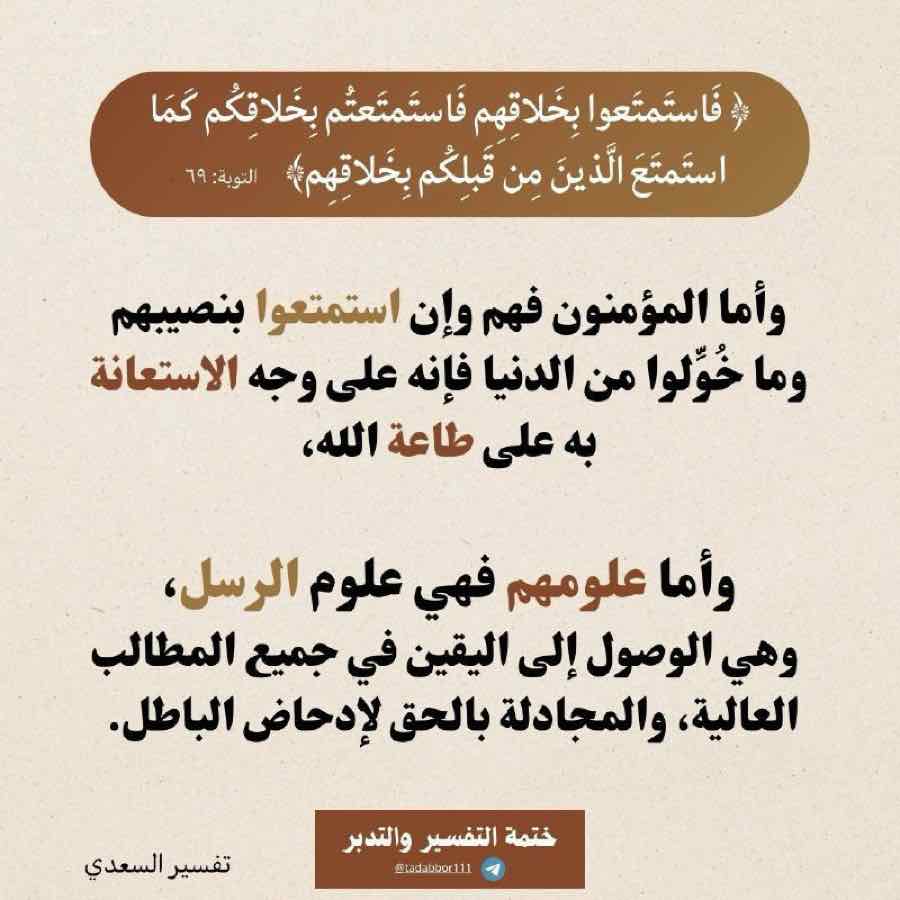 ﴿ فَاستَمتَعوا بِخَلاقِهِم فَاستَمتَعتُم بِخَلاقِكُم كَمَا
استَمتَعَ الَّذينَ مِن قَبلِكُم بِخَلاقِهِم﴾ التوبة: ٦٩
وأما المؤمنون فهم وإن استمتعوا بنصيبهم
وما خُوِّلوا من الدنيا فإنه على وجه الاستعانة
به على طاعة الله،
وأما علومهم فهي علوم الرسل،
وهي الوصول إلى اليقين في جميع المطالب
العالية، والمجادلة بالحق لإدحاض الباطل.
ختمة التفسير والتدبر
@tadabbor111
تفسير السعدي